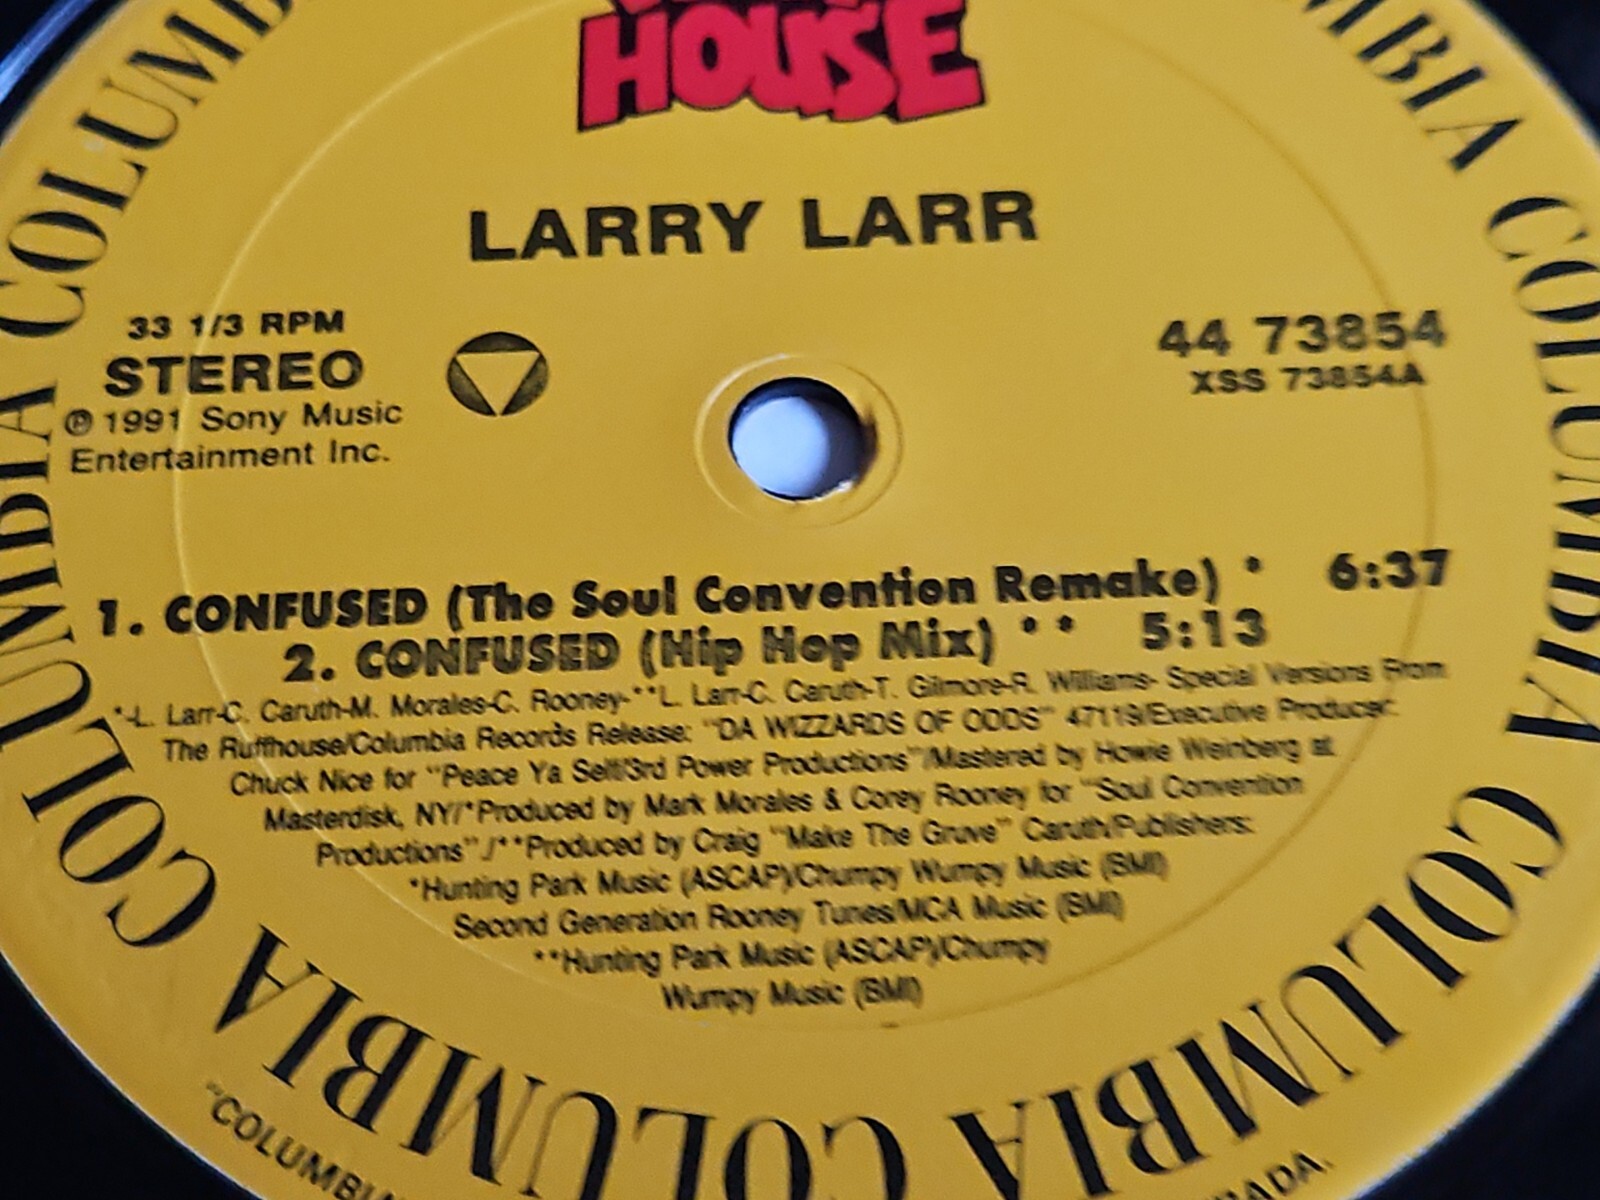 HOUSE
LARRY LARR
33 1/3 RPM
STEREO
℗ 1991 Sony Music
Entertainment Inc.
44 73854
XSS 73854A
1. CONFUSED (The Soul Convention Remake) * 6:37
2. CONFUSED (Hip Hop Mix) ** 5:13
*-L. Larr-C. Caruth-M. Morales-C. Rooney-**L. Larr-C. Caruth-T. Gilmore-R. Williams- Special Versions From
The Ruffhouse/Columbia Records Release: "DA WIZZARDS OF ODDS" 47119/Executive Producer:
Chuck Nice for "Peace Ya Self/3rd Power Productions"/Mastered by Howie Weinberg at
Masterdisk, NY/*Produced by Mark Morales & Corey Rooney for "Soul Convention
Productions"./**Produced by Craig "Make The Gruve" Caruth/Publishers:
*Hunting Park Music (ASCAP)/Chumpy Wumpy Music (BMI)
Second Generation Rooney Tunes/MCA Music (BMI)
**Hunting Park Music (ASCAP)/Chumpy
Wumpy Music (BMI)
COLUMBIA COLUMBIA COLUMBIA COLUMBIA COLUMBIA COLUMBIA COLUMBIA
"COLUMBIA